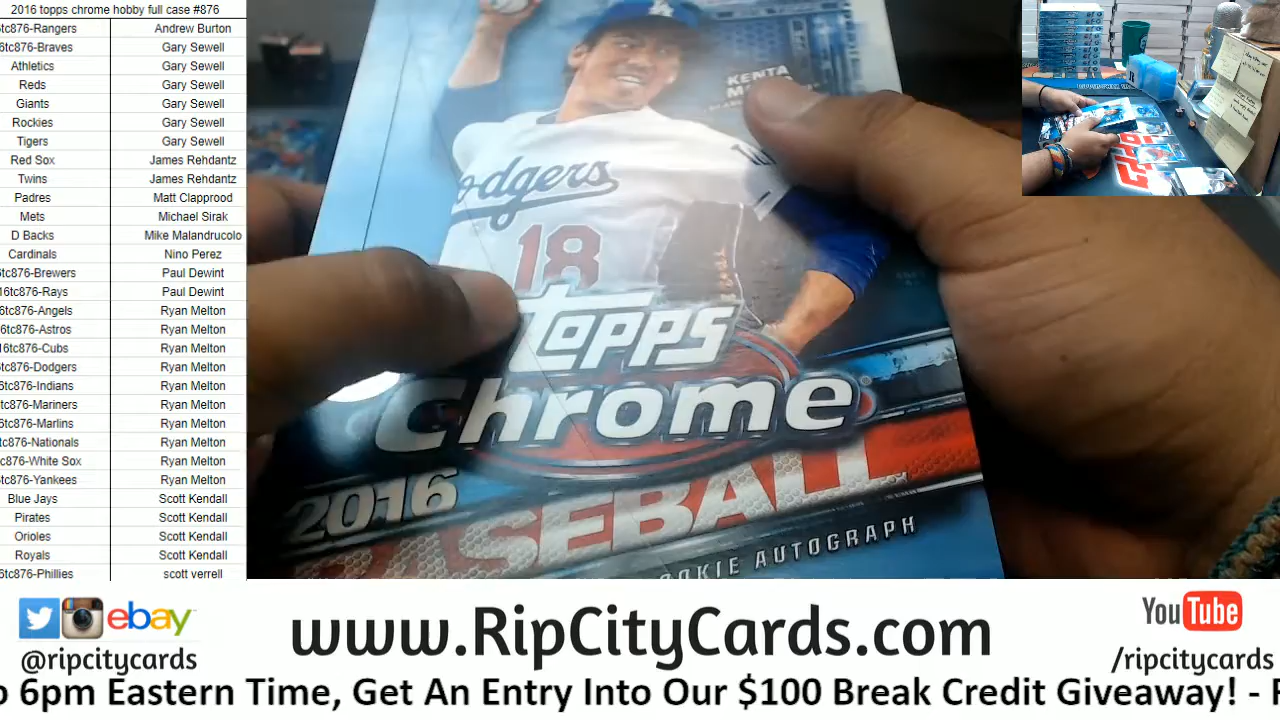 2016 topps chrome hobby full case #876
tc876-Rangers Andrew Burton
6tc876-Braves Gary Sewell
Athletics Gary Sewell
Reds Gary Sewell
Giants Gary Sewell
Rockies Gary Sewell
Tigers Gary Sewell
Red Sox James Rehdantz
Twins James Rehdantz
Padres Matt Clapprood
Mets Michael Sirak
D Backs Mike Malandrucolo
Cardinals Nino Perez
6tc876-Brewers Paul Dewint
16tc876-Rays Paul Dewint
6tc876-Angels Ryan Melton
6tc876-Astros Ryan Melton
16tc876-Cubs Ryan Melton
6tc876-Dodgers Ryan Melton
6tc876-Indians Ryan Melton
6tc876-Mariners Ryan Melton
6tc876-Marlins Ryan Melton
tc876-Nationals Ryan Melton
tc876-White Sox Ryan Melton
tc876-Yankees Ryan Melton
Blue Jays Scott Kendall
Pirates Scott Kendall
Orioles Scott Kendall
Royals Scott Kendall
6tc876-Phillies scott verrell
KENTA
Dodgers
18
Topps
Chrome
2016
BASEBALL
ROOKIE AUTOGRAPH
ebay
@ripcitycards
www.RipCityCards.com
YouTube
/ripcitycards
o 6pm Eastern Time, Get An Entry Into Our $100 Break Credit Giveaway! - F